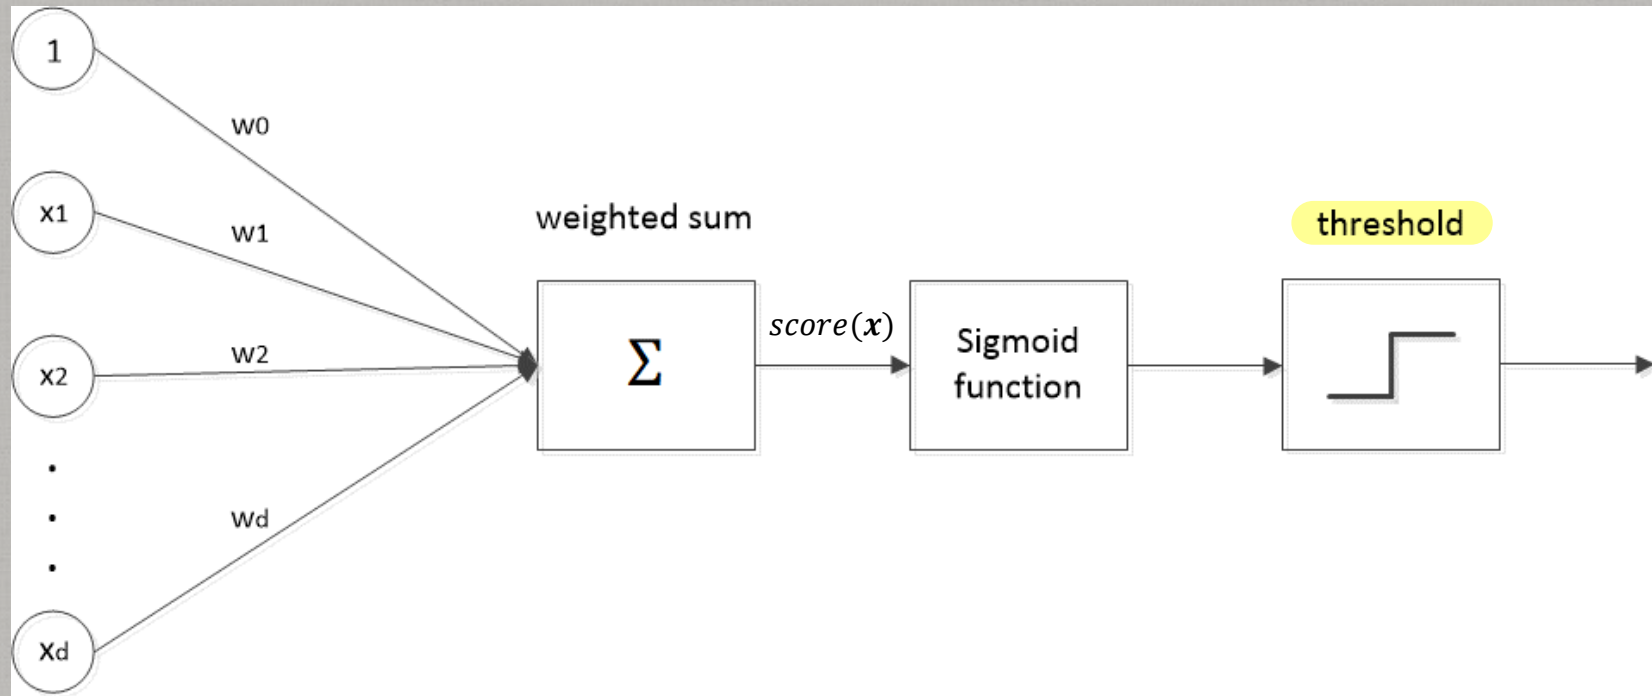 1
w0
x1
w1
weighted sum
threshold
x2
w2
Σ
score(x)
Sigmoid
function
wd
xd